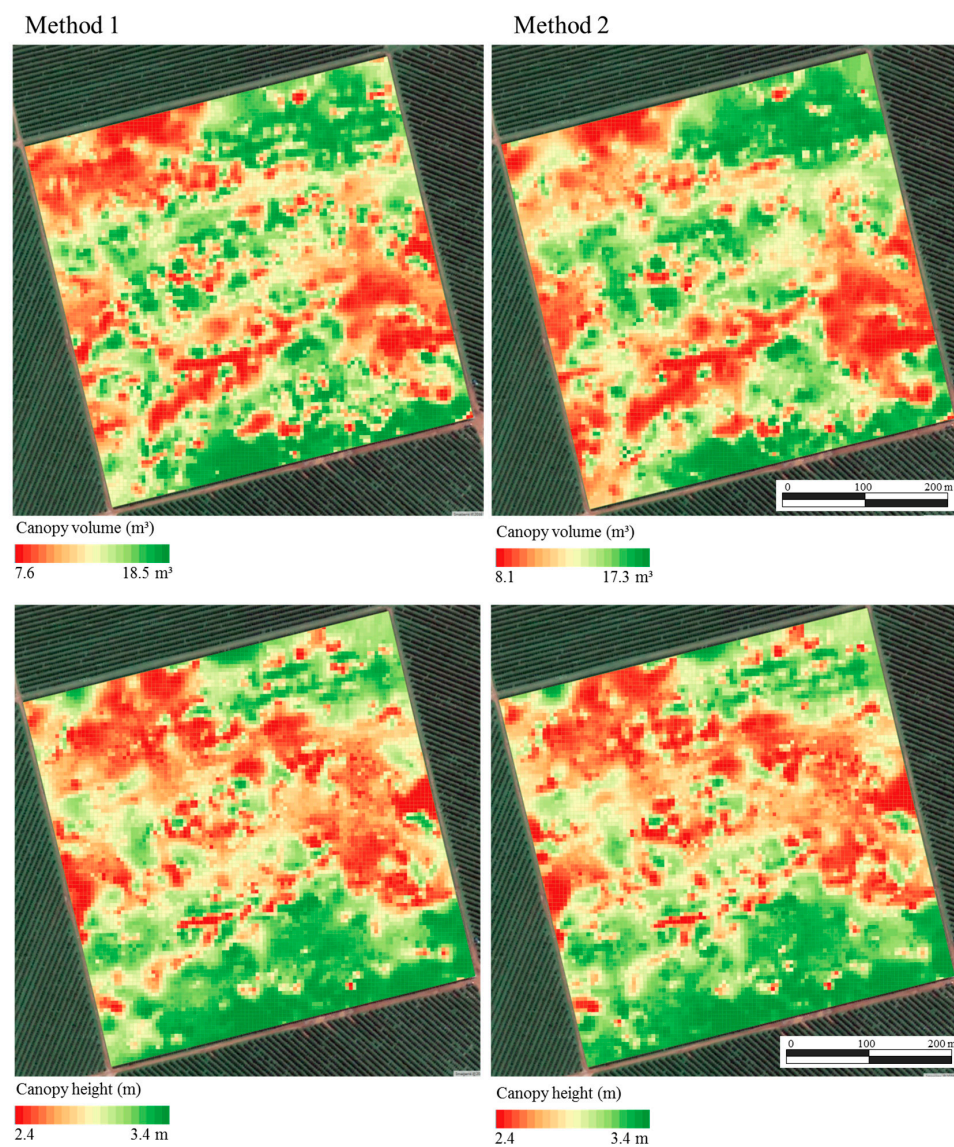 Method 1
Method 2
0 100 200 m
Canopy volume (m³)
7.6 18.5 m³
Canopy volume (m³)
8.1 17.3 m³
0 100 200 m
Canopy height (m)
2.4 3.4 m
Canopy height (m)
2.4 3.4 m